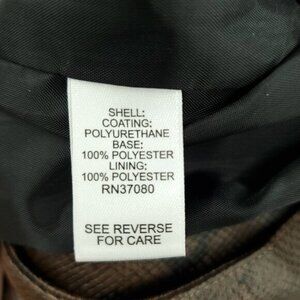 SHELL:
COATING:
POLYURETHANE
BASE:
100% POLYESTER
LINING:
100% POLYESTER
RN37080
SEE REVERSE
FOR CARE